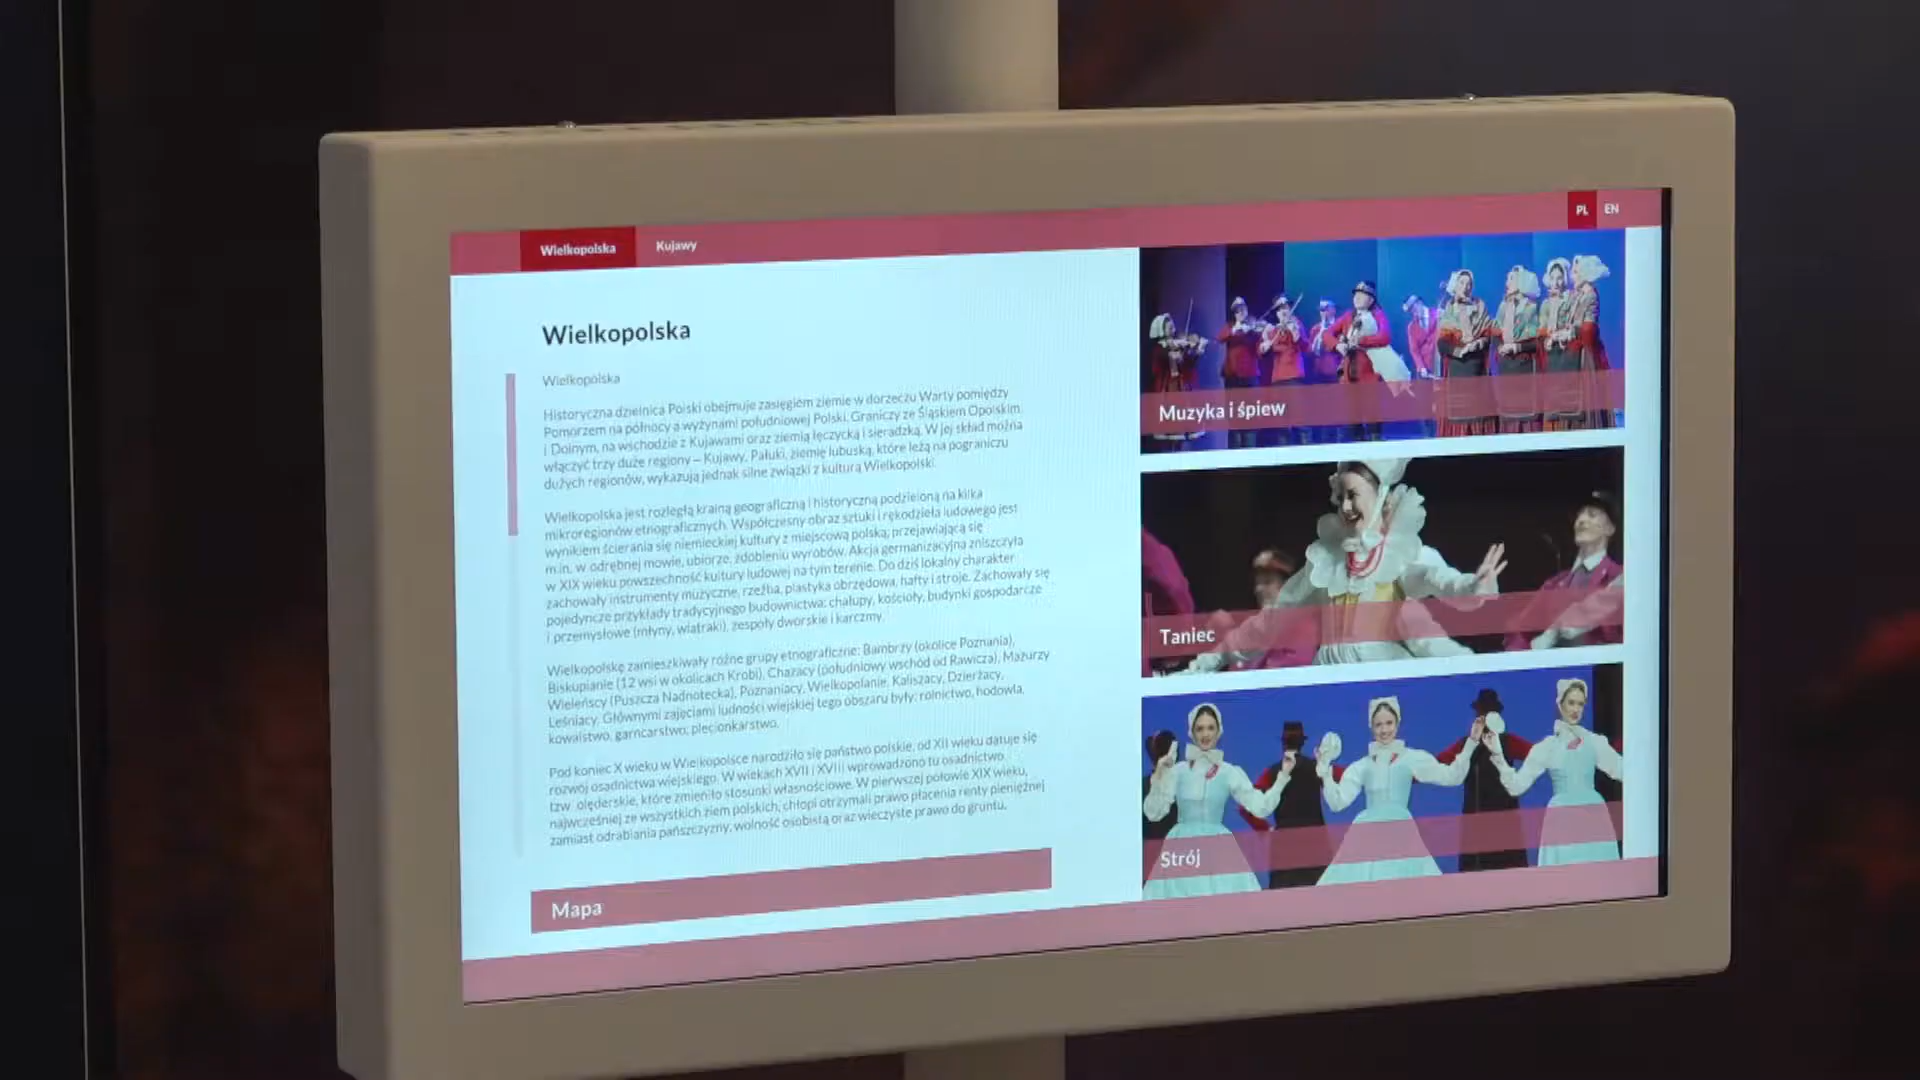 Wielkopolska Kujawy PL EN
Wielkopolska
Wielkopolska
Historyczna dzielnica Polski obejmuje zasięgiem ziemie w dorzeczu Warty pomiędzy
Pomorzem na północy a wyżynami południowej Polski. Graniczy ze Śląskiem Opolskim
i Dolnym, na wschodzie z Kujawami oraz ziemią łęczycką i sieradzką. W jej skład można
włączyć trzy duże regiony – Kujawy, Pałuki, ziemię lubuską, które leżą na pograniczu
dużych regionów, wykazują jednak silne związki z kulturą Wielkopolski.
Wielkopolska jest rozległą krainą geograficzną i historyczną podzieloną na kilka
mikroregionów etnograficznych. Współczesny obraz sztuki i rękodzieła ludowego jest
wynikiem ścierania się niemieckiej kultury z miejscową polską, przejawiającą się
m.in. w odrębnej mowie, ubiorze, zdobieniu wyrobów. Akcja germanizacyjna zniszczyła
w XIX wieku powszechność kultury ludowej na tym terenie. Do dziś lokalny charakter
zachowały instrumenty muzyczne, rzeźba, plastyka obrzędowa, hafty i stroje. Zachowały się
pojedyncze przykłady tradycyjnego budownictwa: chałupy, kościoły, budynki gospodarcze
i przemysłowe (młyny, wiatraki), zespoły dworskie i karczmy.
Wielkopolskę zamieszkiwały różne grupy etnograficzne: Bambrzy (okolice Poznania),
Biskupianie (12 wsi w okolicach Krobi), Chazacy (południowy wschód od Rawicza), Mazurzy
Wieleńscy (Puszcza Nadnotecka), Poznaniacy, Wielkopolanie, Kaliszacy, Dzierżacy,
Leśniacy. Głównymi zajęciami ludności wiejskiej tego obszaru były: rolnictwo, hodowla,
kowalstwo, garncarstwo, plecionkarstwo.
Pod koniec X wieku w Wielkopolsce narodziło się państwo polskie, od XII wieku datuje się
rozwój osadnictwa wiejskiego. W wiekach XVII i XVIII wprowadzono tu osadnictwo
tzw. olęderskie, które zmieniło stosunki własnościowe. W pierwszej połowie XIX wieku,
najwcześniej ze wszystkich ziem polskich, chłopi otrzymali prawo płacenia renty pieniężnej
zamiast odrabiania pańszczyzny, wolność osobistą oraz wieczyste prawo do gruntu.
Mapa
Muzyka i śpiew
Taniec
Strój